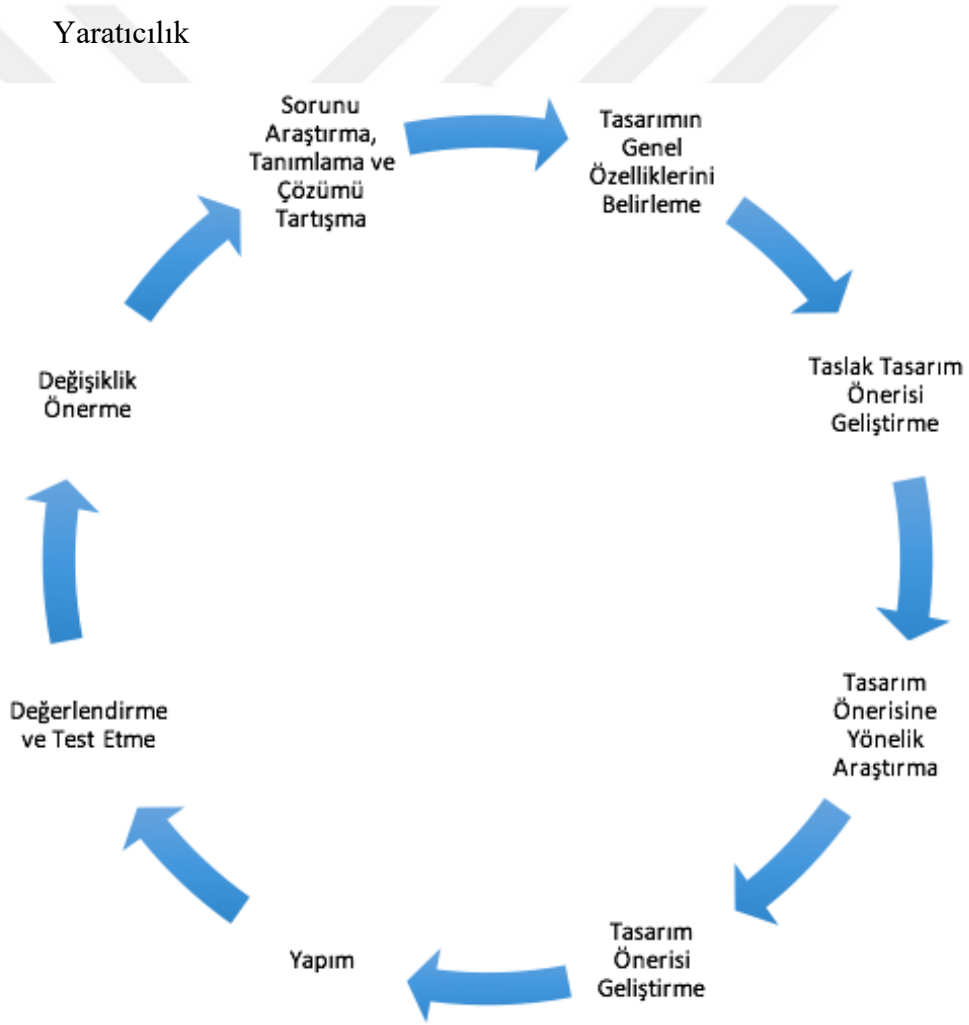 Yaratıcılık
Sorunu
Araştırma,
Tanımlama ve
Çözümü
Tartışma
Tasarımın
Genel
Özelliklerini
Belirleme
Taslak Tasarım
Önerisi
Geliştirme
Tasarım
Önerisine
Yönelik
Araştırma
Tasarım
Önerisi
Geliştirme
Yapım
Değerlendirme
ve Test Etme
Değişiklik
Önerme